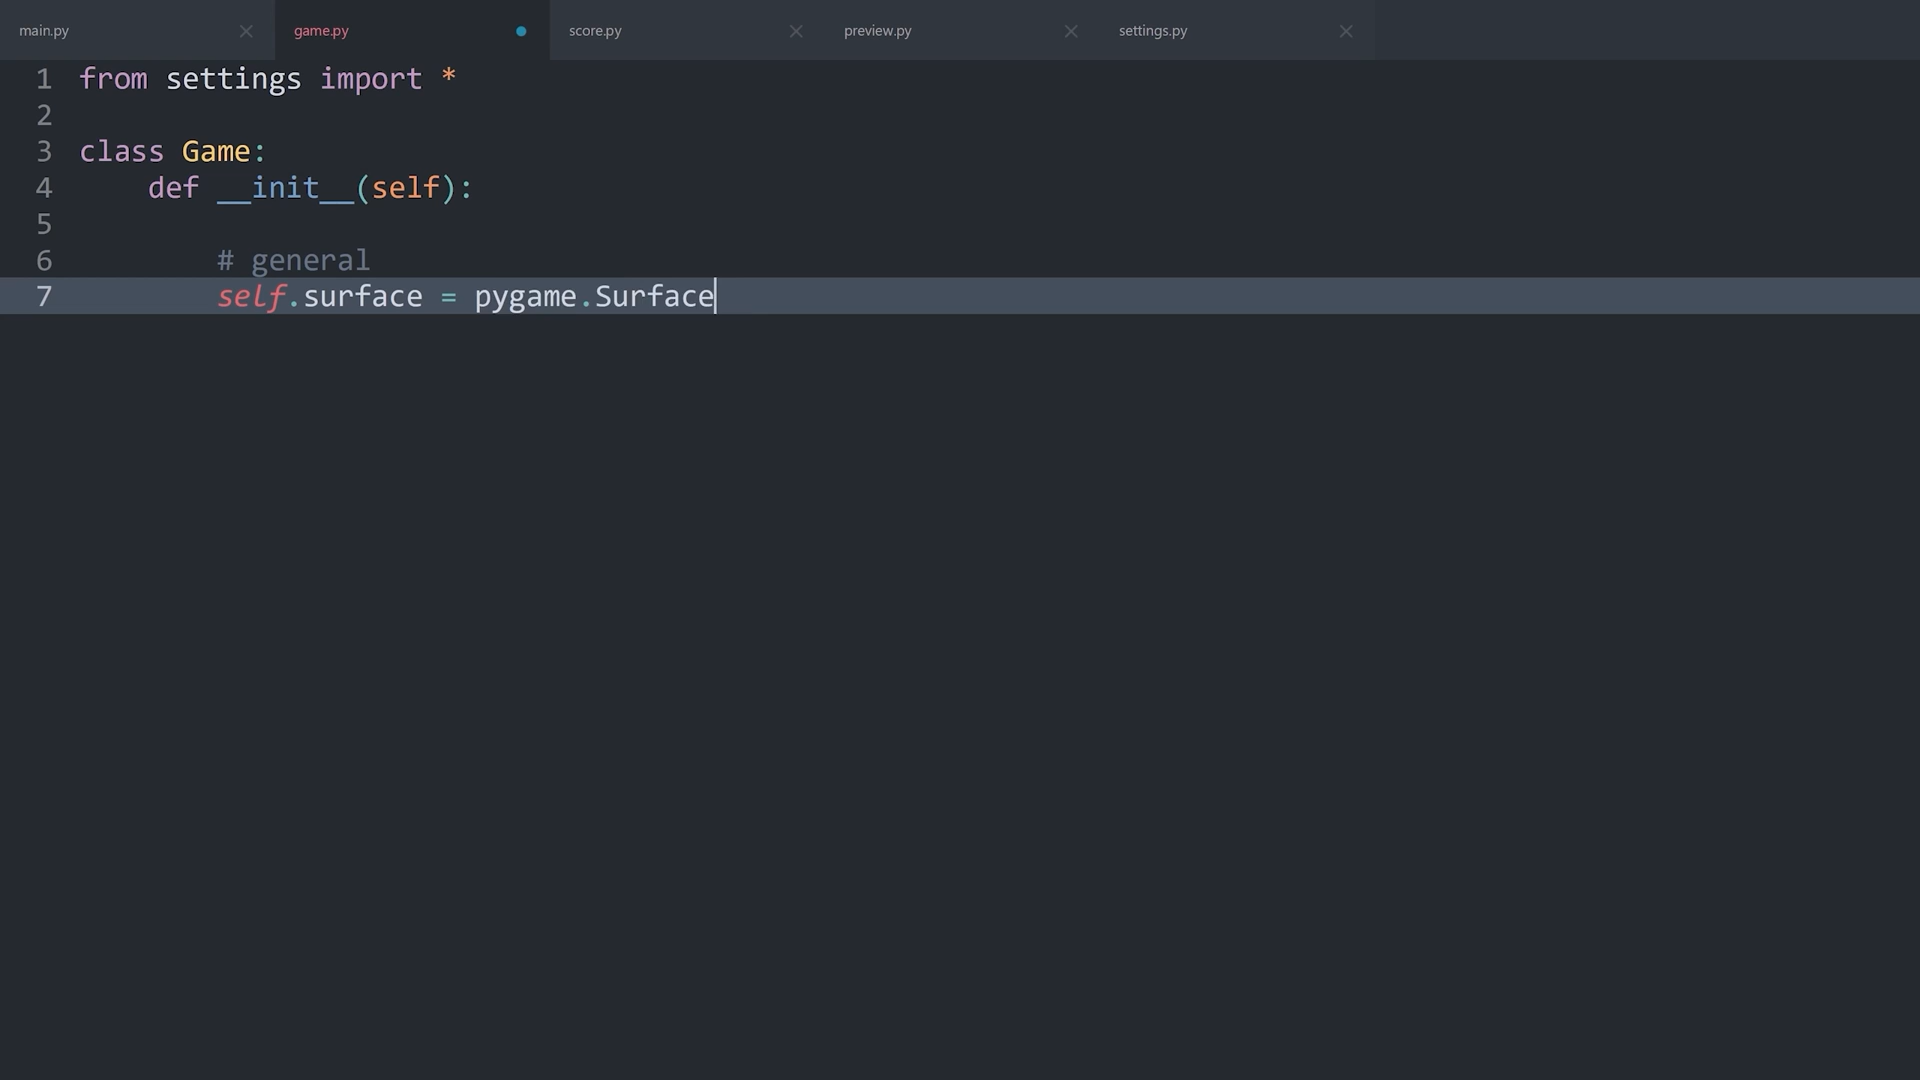 main.py game.py score.py preview.py settings.py
1 from settings import *
2
3 class Game:
4 def __init__(self):
5
6 # general
7 self.surface = pygame.Surface